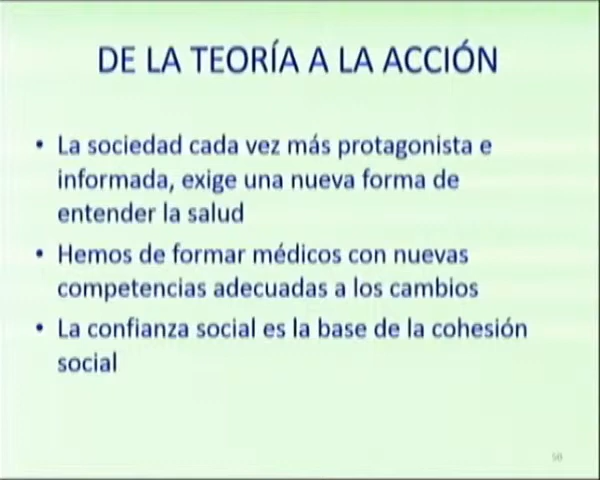 DE LA TEORÍA A LA ACCIÓN
• La sociedad cada vez más protagonista e
informada, exige una nueva forma de
entender la salud
• Hemos de formar médicos con nuevas
competencias adecuadas a los cambios
• La confianza social es la base de la cohesión
social
50